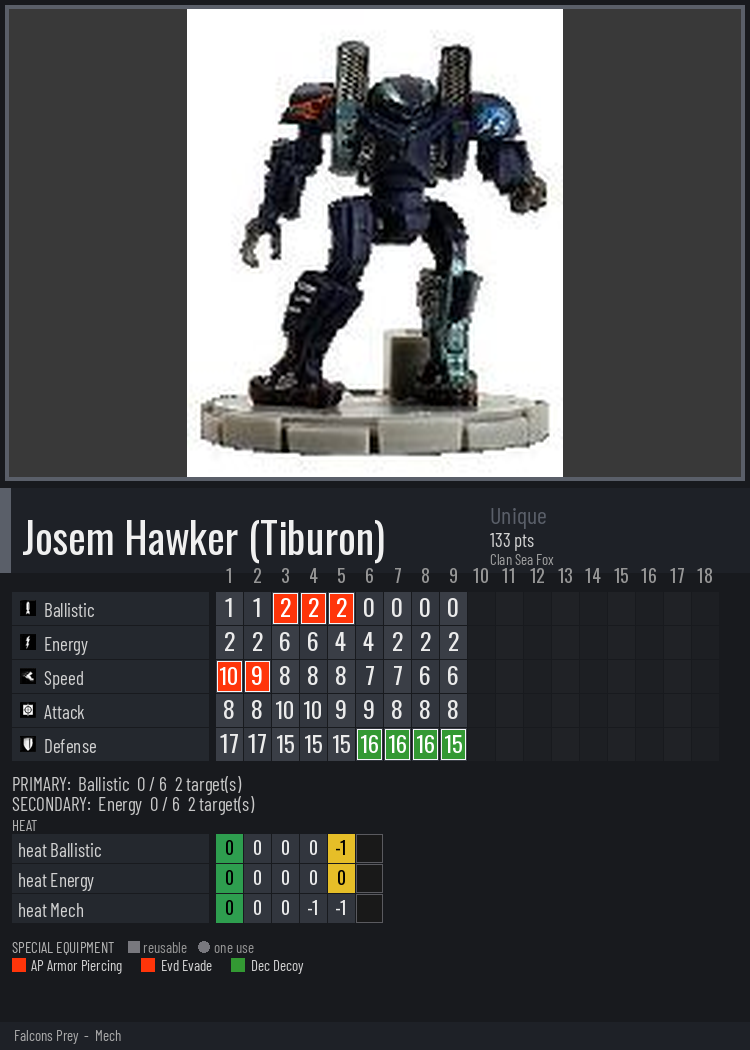 Josem Hawker (Tiburon)
Unique
133 pts
Clan Sea Fox
1 2 3 4 5 6 7 8 9 10 11 12 13 14 15 16 17 18
Ballistic 1 1 2 2 2 0 0 0 0
Energy 2 2 6 6 4 4 2 2 2
Speed 10 9 8 8 8 7 7 6 6
Attack 8 8 10 10 9 9 8 8 8
Defense 17 17 15 15 15 16 16 16 15
PRIMARY: Ballistic 0 / 6 2 target(s)
SECONDARY: Energy 0 / 6 2 target(s)
HEAT
heat Ballistic 0 0 0 0 -1
heat Energy 0 0 0 0 0
heat Mech 0 0 0 -1 -1
SPECIAL EQUIPMENT reusable one use
AP Armor Piercing Evd Evade Dec Decoy
Falcons Prey - Mech